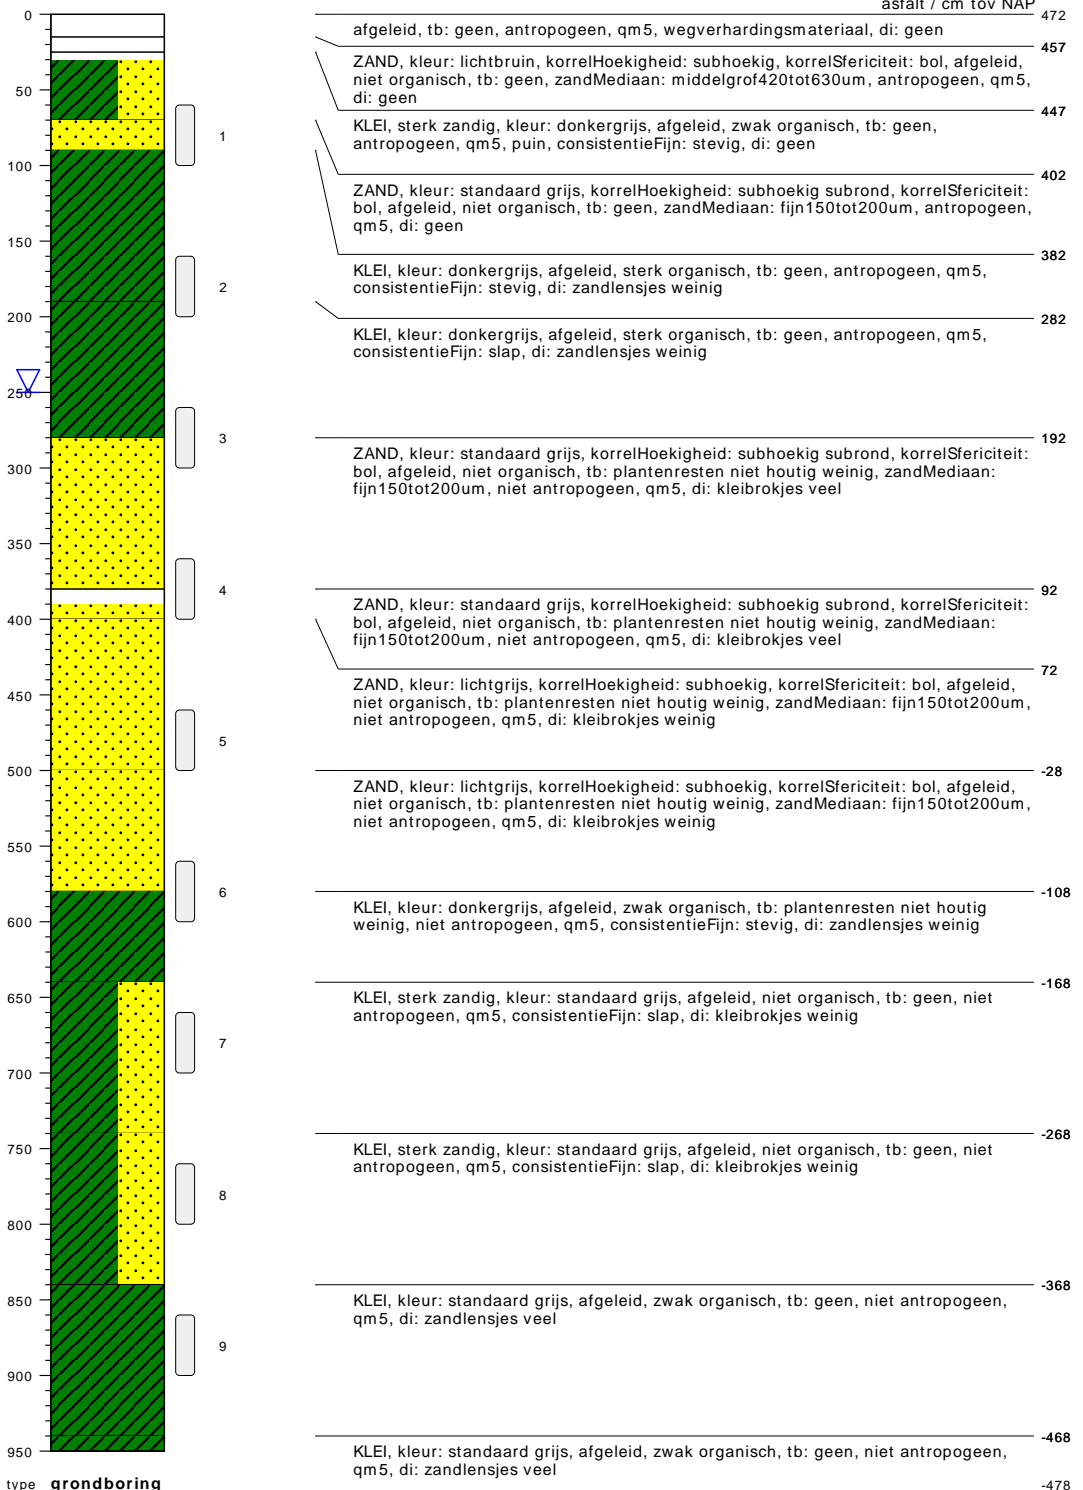 asfalt / cm tov NAP
0
472
afgeleid, tb: geen, antropogeen, qm5, wegverhardingsmateriaal, di: geen
457
ZAND, kleur: lichtbruin, korrelHoekigheid: subhoekig, korrelSfericiteit: bol, afgeleid,
niet organisch, tb: geen, zandMediaan: middelgrof420tot630um, antropogeen, qm5,
di: geen
50
447
KLEI, sterk zandig, kleur: donkergrijs, afgeleid, zwak organisch, tb: geen,
antropogeen, qm5, puin, consistentieFijn: stevig, di: geen
1
100
402
ZAND, kleur: standaard grijs, korrelHoekigheid: subhoekig subrond, korrelSfericiteit:
bol, afgeleid, niet organisch, tb: geen, zandMediaan: fijn150tot200um, antropogeen,
qm5, di: geen
150
382
KLEI, kleur: donkergrijs, afgeleid, sterk organisch, tb: geen, antropogeen, qm5,
consistentieFijn: stevig, di: zandlensjes weinig
2
200
282
KLEI, kleur: donkergrijs, afgeleid, sterk organisch, tb: geen, antropogeen, qm5,
consistentieFijn: slap, di: zandlensjes weinig
250
3
192
ZAND, kleur: standaard grijs, korrelHoekigheid: subhoekig subrond, korrelSfericiteit:
bol, afgeleid, niet organisch, tb: plantenresten niet houtig weinig, zandMediaan:
fijn150tot200um, niet antropogeen, qm5, di: kleibrokjes veel
300
350
4
92
ZAND, kleur: standaard grijs, korrelHoekigheid: subhoekig subrond, korrelSfericiteit:
bol, afgeleid, niet organisch, tb: plantenresten niet houtig weinig, zandMediaan:
fijn150tot200um, niet antropogeen, qm5, di: kleibrokjes veel
400
72
ZAND, kleur: lichtgrijs, korrelHoekigheid: subhoekig, korrelSfericiteit: bol, afgeleid,
niet organisch, tb: plantenresten niet houtig weinig, zandMediaan: fijn150tot200um,
niet antropogeen, qm5, di: kleibrokjes weinig
450
5
500
-28
ZAND, kleur: lichtgrijs, korrelHoekigheid: subhoekig, korrelSfericiteit: bol, afgeleid,
niet organisch, tb: plantenresten niet houtig weinig, zandMediaan: fijn150tot200um,
niet antropogeen, qm5, di: kleibrokjes weinig
550
6
-108
KLEI, kleur: donkergrijs, afgeleid, zwak organisch, tb: plantenresten niet houtig
weinig, niet antropogeen, qm5, consistentieFijn: stevig, di: zandlensjes weinig
600
-168
KLEI, sterk zandig, kleur: standaard grijs, afgeleid, niet organisch, tb: geen, niet
antropogeen, qm5, consistentieFijn: slap, di: kleibrokjes weinig
650
7
700
-268
KLEI, sterk zandig, kleur: standaard grijs, afgeleid, niet organisch, tb: geen, niet
antropogeen, qm5, consistentieFijn: slap, di: kleibrokjes weinig
750
8
800
-368
KLEI, kleur: standaard grijs, afgeleid, zwak organisch, tb: geen, niet antropogeen,
qm5, di: zandlensjes veel
850
9
900
-468
KLEI, kleur: standaard grijs, afgeleid, zwak organisch, tb: geen, niet antropogeen,
qm5, di: zandlensjes veel
950
type grondboring
-478